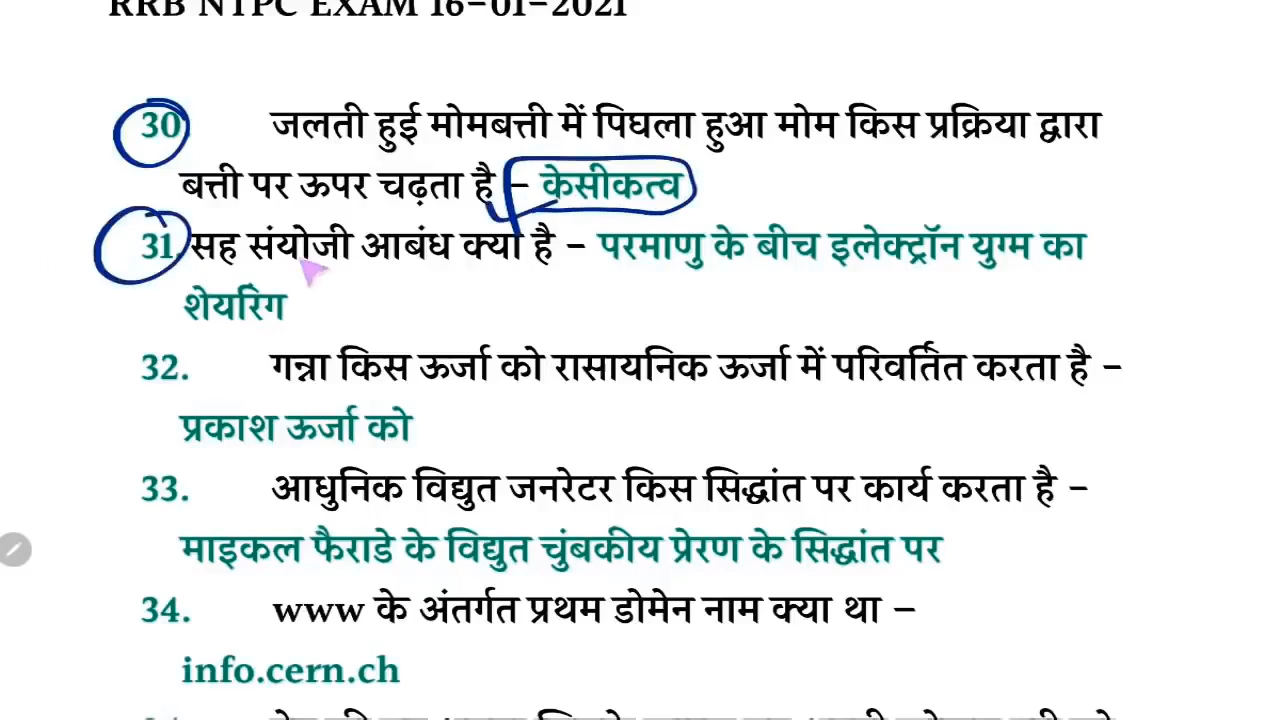 RRB NTPC EXAM 16-01-2021
30 जलती हुई मोमबत्ती में पिघला हुआ मोम किस प्रक्रिया द्वारा
बत्ती पर ऊपर चढ़ता है – केसीकत्व
31. सह संयोजी आबंध क्या है – परमाणु के बीच इलेक्ट्रॉन युग्म का
शेयरिंग
32. गन्ना किस ऊर्जा को रासायनिक ऊर्जा में परिवर्तित करता है –
प्रकाश ऊर्जा को
33. आधुनिक विद्युत जनरेटर किस सिद्धांत पर कार्य करता है –
माइकल फैराडे के विद्युत चुंबकीय प्रेरण के सिद्धांत पर
34. www के अंतर्गत प्रथम डोमेन नाम क्या था –
info.cern.ch